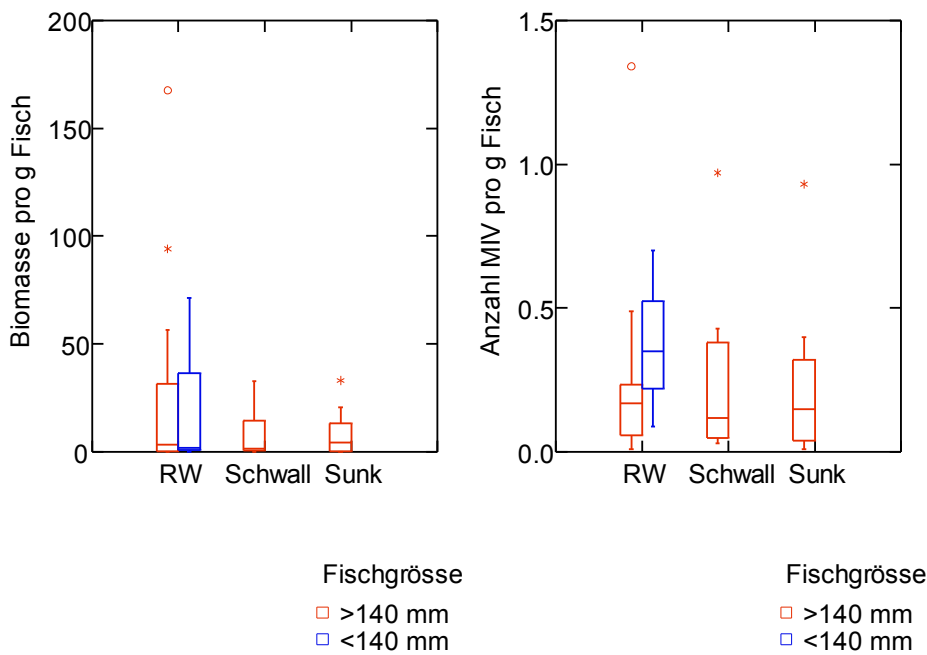 Biomasse pro g Fisch
200
150
100
50
0
RW Schwall Sunk
Fischgrösse
>140 mm
<140 mm
Anzahl MIV pro g Fisch
1.5
1.0
0.5
0.0
RW Schwall Sunk
Fischgrösse
>140 mm
<140 mm